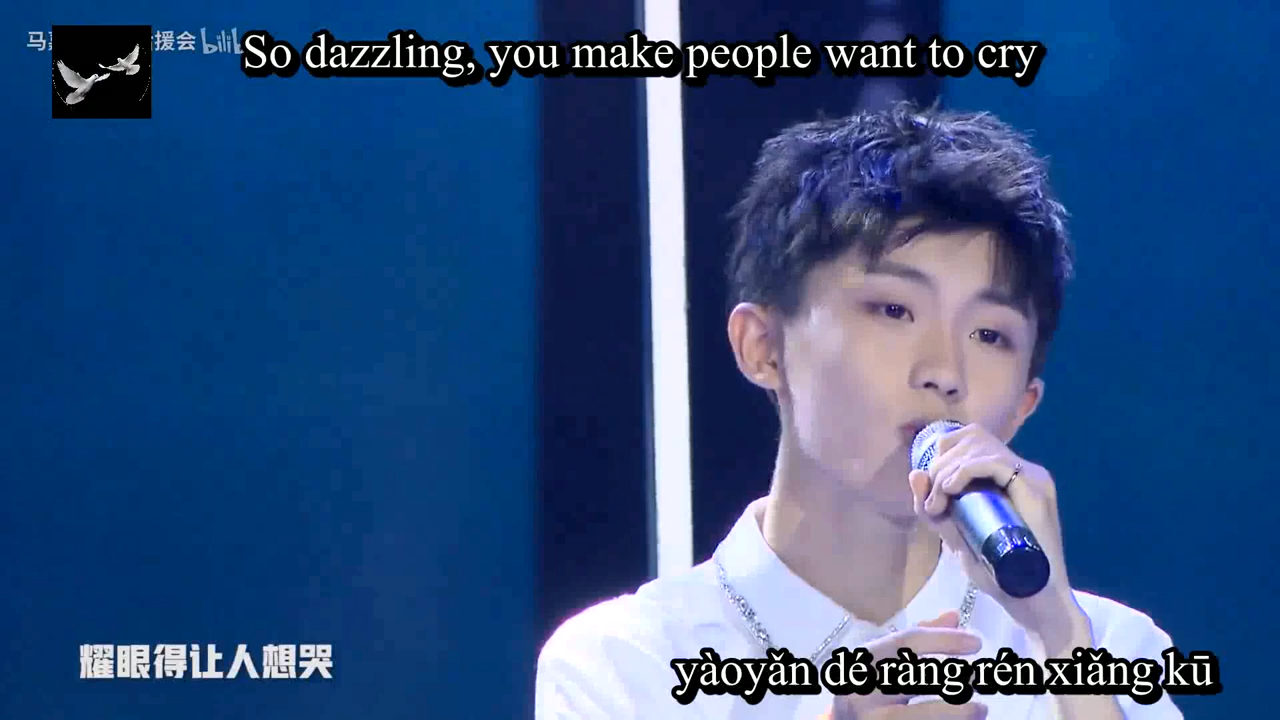 马
援会 bilib
So dazzling, you make people want to cry
耀眼得让人想哭
yàoyǎn dé ràng rén xiǎng kū